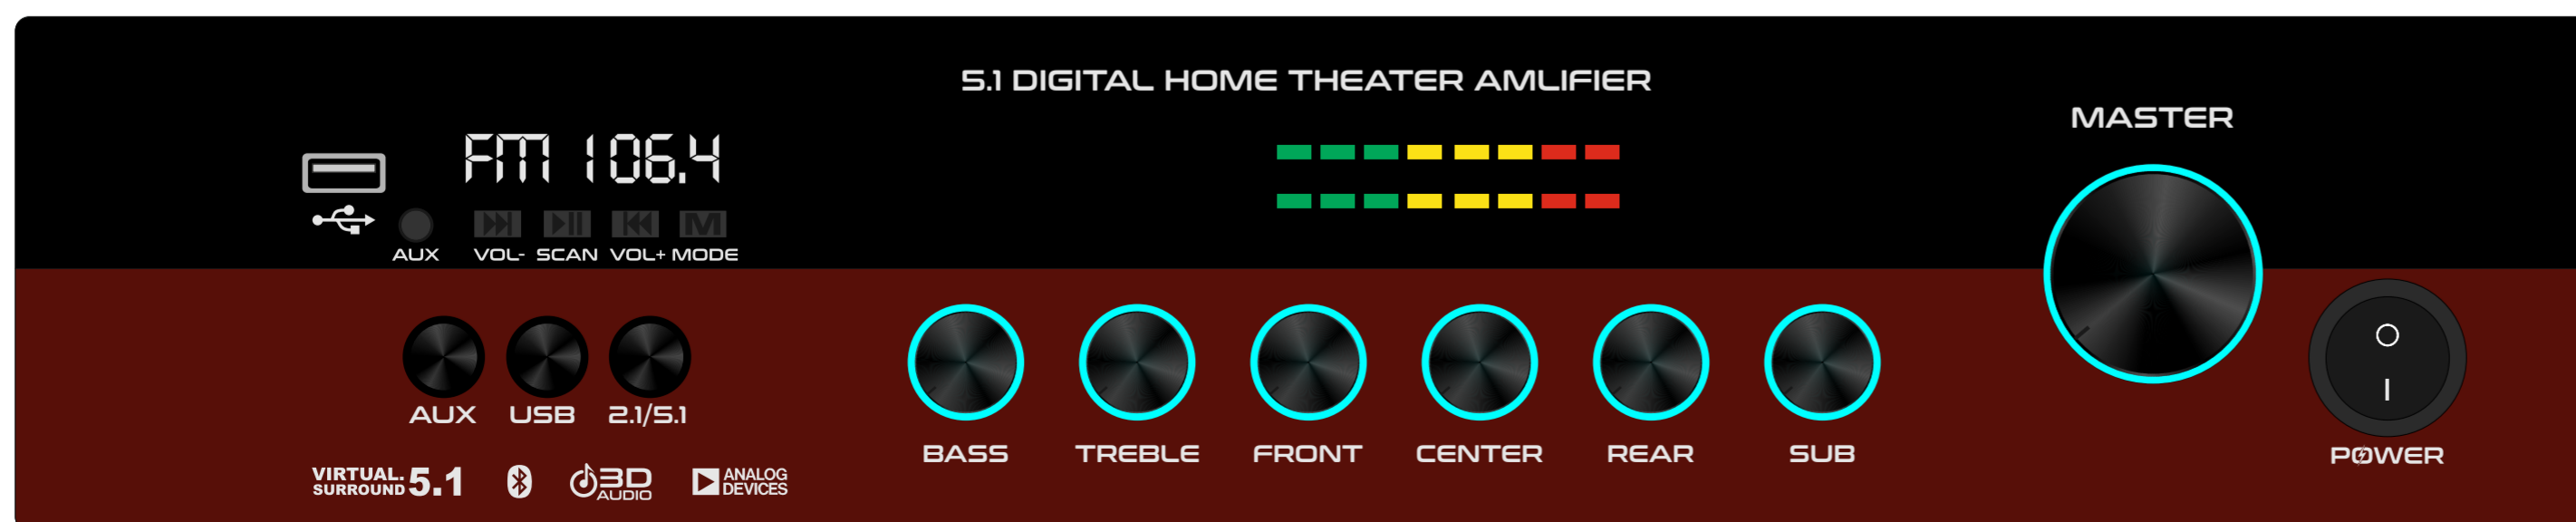 5.1 DIGITAL HOME THEATER AMLIFIER
MASTER
FM 106.4
M
AUX VOL- SCAN VOL+ MODE
AUX USB 2.1/5.1
BASS TREBLE FRONT CENTER REAR SUB
POWER
VIRTUAL.
SURROUND 5.1
3D
AUDIO
ANALOG
DEVICES